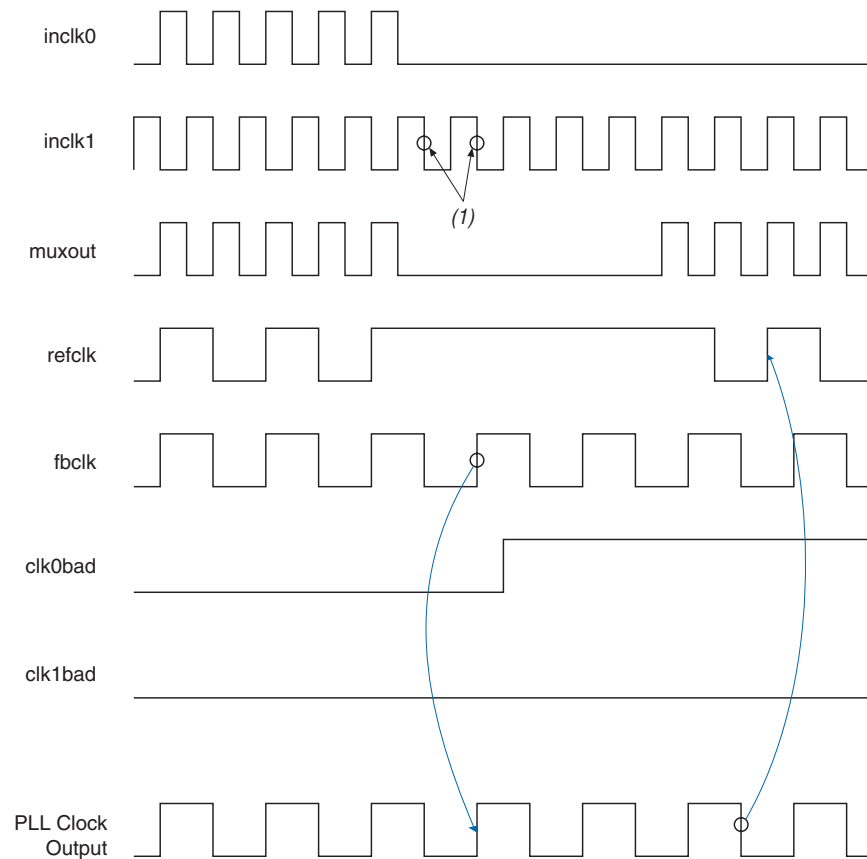 inclk0
inclk1
(1)
muxout
refclk
fbclk
clk0bad
clk1bad
PLL Clock
Output